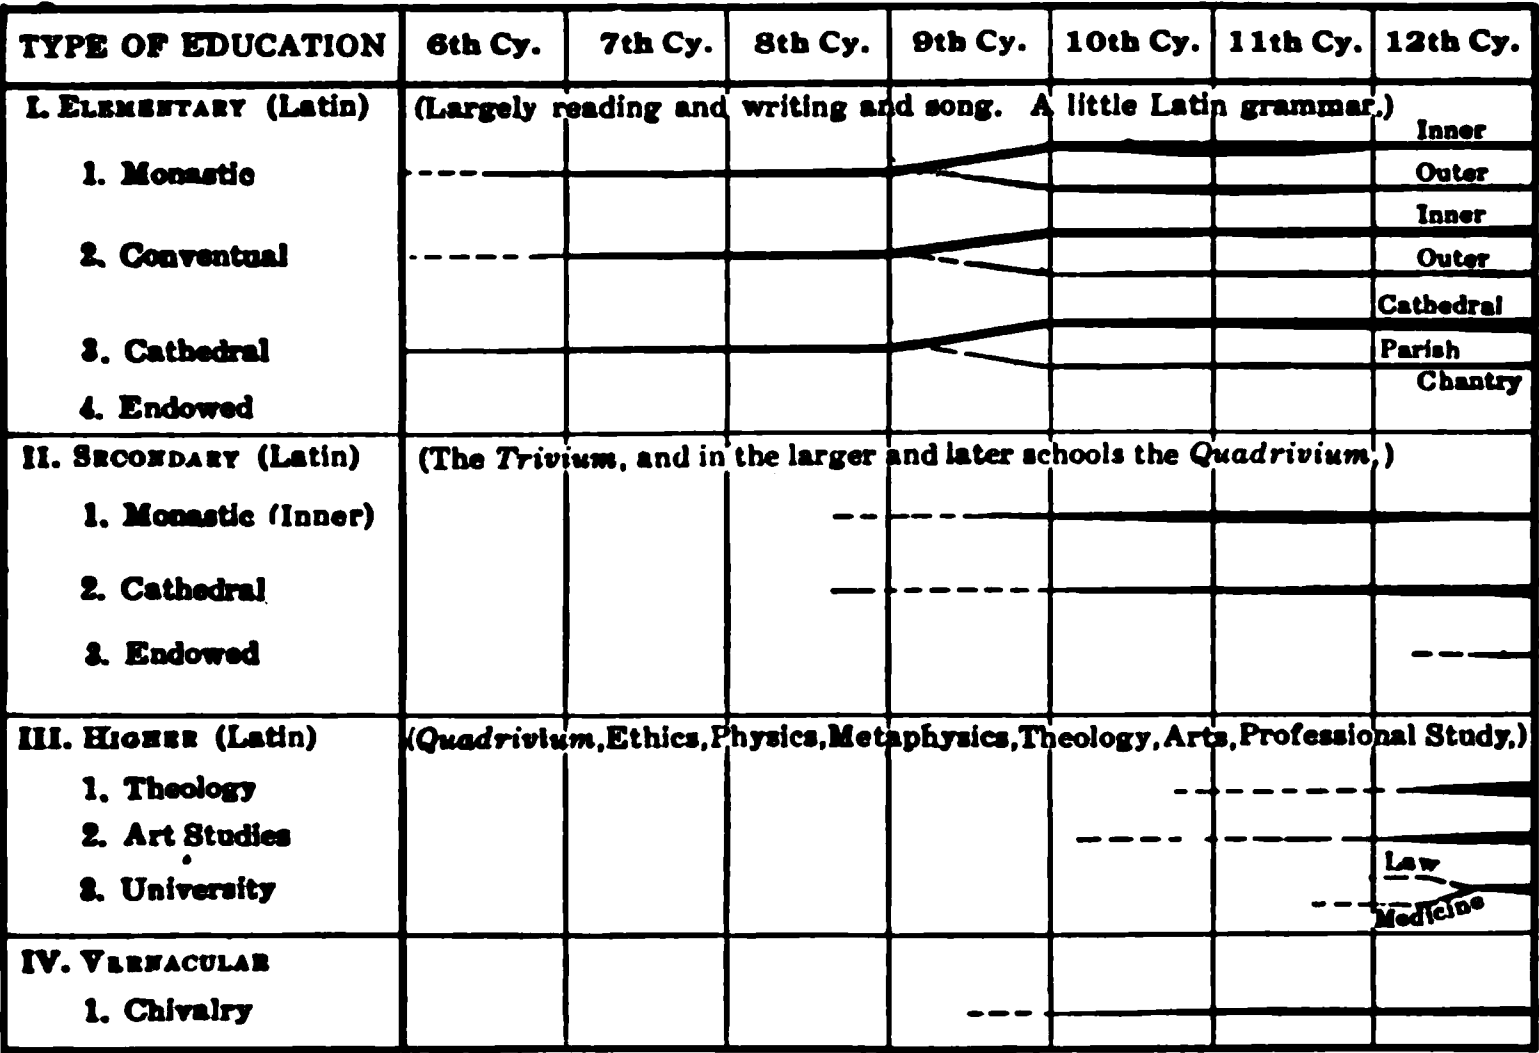 TYPE OF EDUCATION 6th Cy. 7th Cy. 8th Cy. 9th Cy. 10th Cy. 11th Cy. 12th Cy.
I. ELEMENTARY (Latin) (Largely reading and writing and song. A little Latin grammar.)
Inner
1. Monastic
Outer
Inner
2. Conventual
Outer
Cathedral
3. Cathedral
Parish
Chantry
4. Endowed
II. SECONDARY (Latin) (The Trivium, and in the larger and later schools the Quadrivium.)
1. Monastic (Inner)
2. Cathedral
3. Endowed
III. HIGHER (Latin) (Quadrivium, Ethics, Physics, Metaphysics, Theology, Arts, Professional Study.)
1. Theology
2. Art Studies
Law
3. University
Medicine
IV. VERNACULAR
1. Chivalry